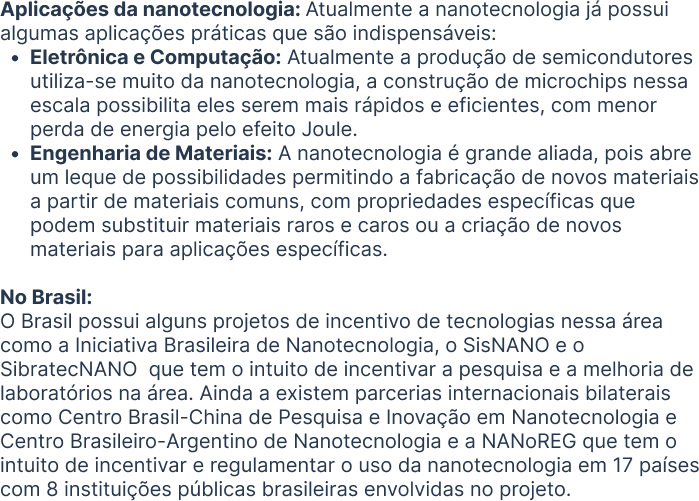 Aplicações da nanotecnologia: Atualmente a nanotecnologia já possui
algumas aplicações práticas que são indispensáveis:
• Eletrônica e Computação: Atualmente a produção de semicondutores
utiliza-se muito da nanotecnologia, a construção de microchips nessa
escala possibilita eles serem mais rápidos e eficientes, com menor
perda de energia pelo efeito Joule.
• Engenharia de Materiais: A nanotecnologia é grande aliada, pois abre
um leque de possibilidades permitindo a fabricação de novos materiais
a partir de materiais comuns, com propriedades específicas que
podem substituir materiais raros e caros ou a criação de novos
materiais para aplicações específicas.
No Brasil:
O Brasil possui alguns projetos de incentivo de tecnologias nessa área
como a Iniciativa Brasileira de Nanotecnologia, o SisNANO e o
SibratecNANO  que tem o intuito de incentivar a pesquisa e a melhoria de
laboratórios na área. Ainda a existem parcerias internacionais bilaterais
como Centro Brasil-China de Pesquisa e Inovação em Nanotecnologia e
Centro Brasileiro-Argentino de Nanotecnologia e a NANoREG que tem o
intuito de incentivar e regulamentar o uso da nanotecnologia em 17 países
com 8 instituições públicas brasileiras envolvidas no projeto.